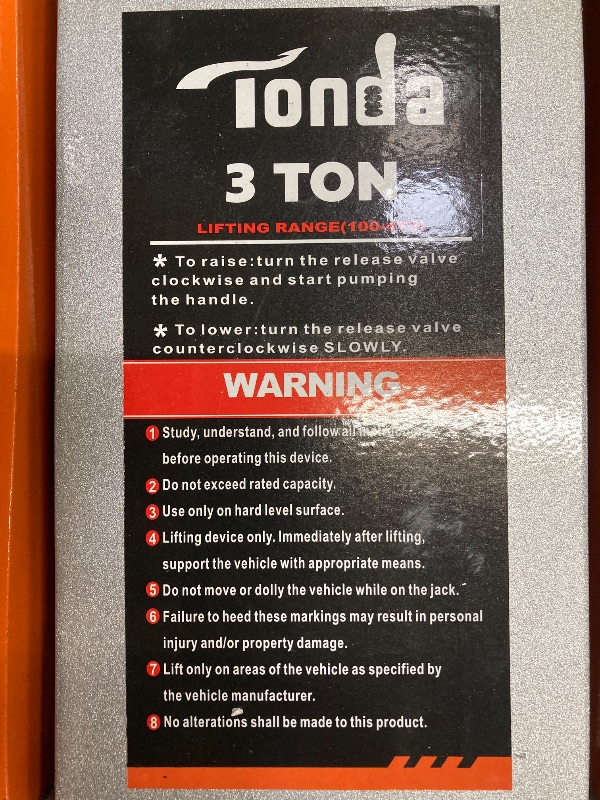 Tonda
3 TON
LIFTING RANGE(100-
* To raise:turn the release valve
clockwise and start pumping
the handle.
* To lower:turn the release valve
counterclockwise SLOWLY.
WARNING
1 Study, understand, and follow all
before operating this device.
2 Do not exceed rated capacity.
3 Use only on hard level surface.
4 Lifting device only. Immediately after lifting,
support the vehicle with appropriate means.
5 Do not move or dolly the vehicle while on the jack.
6 Failure to heed these markings may result in personal
injury and/or property damage.
7 Lift only on areas of the vehicle as specified by
the vehicle manufacturer.
8 No alterations shall be made to this product.